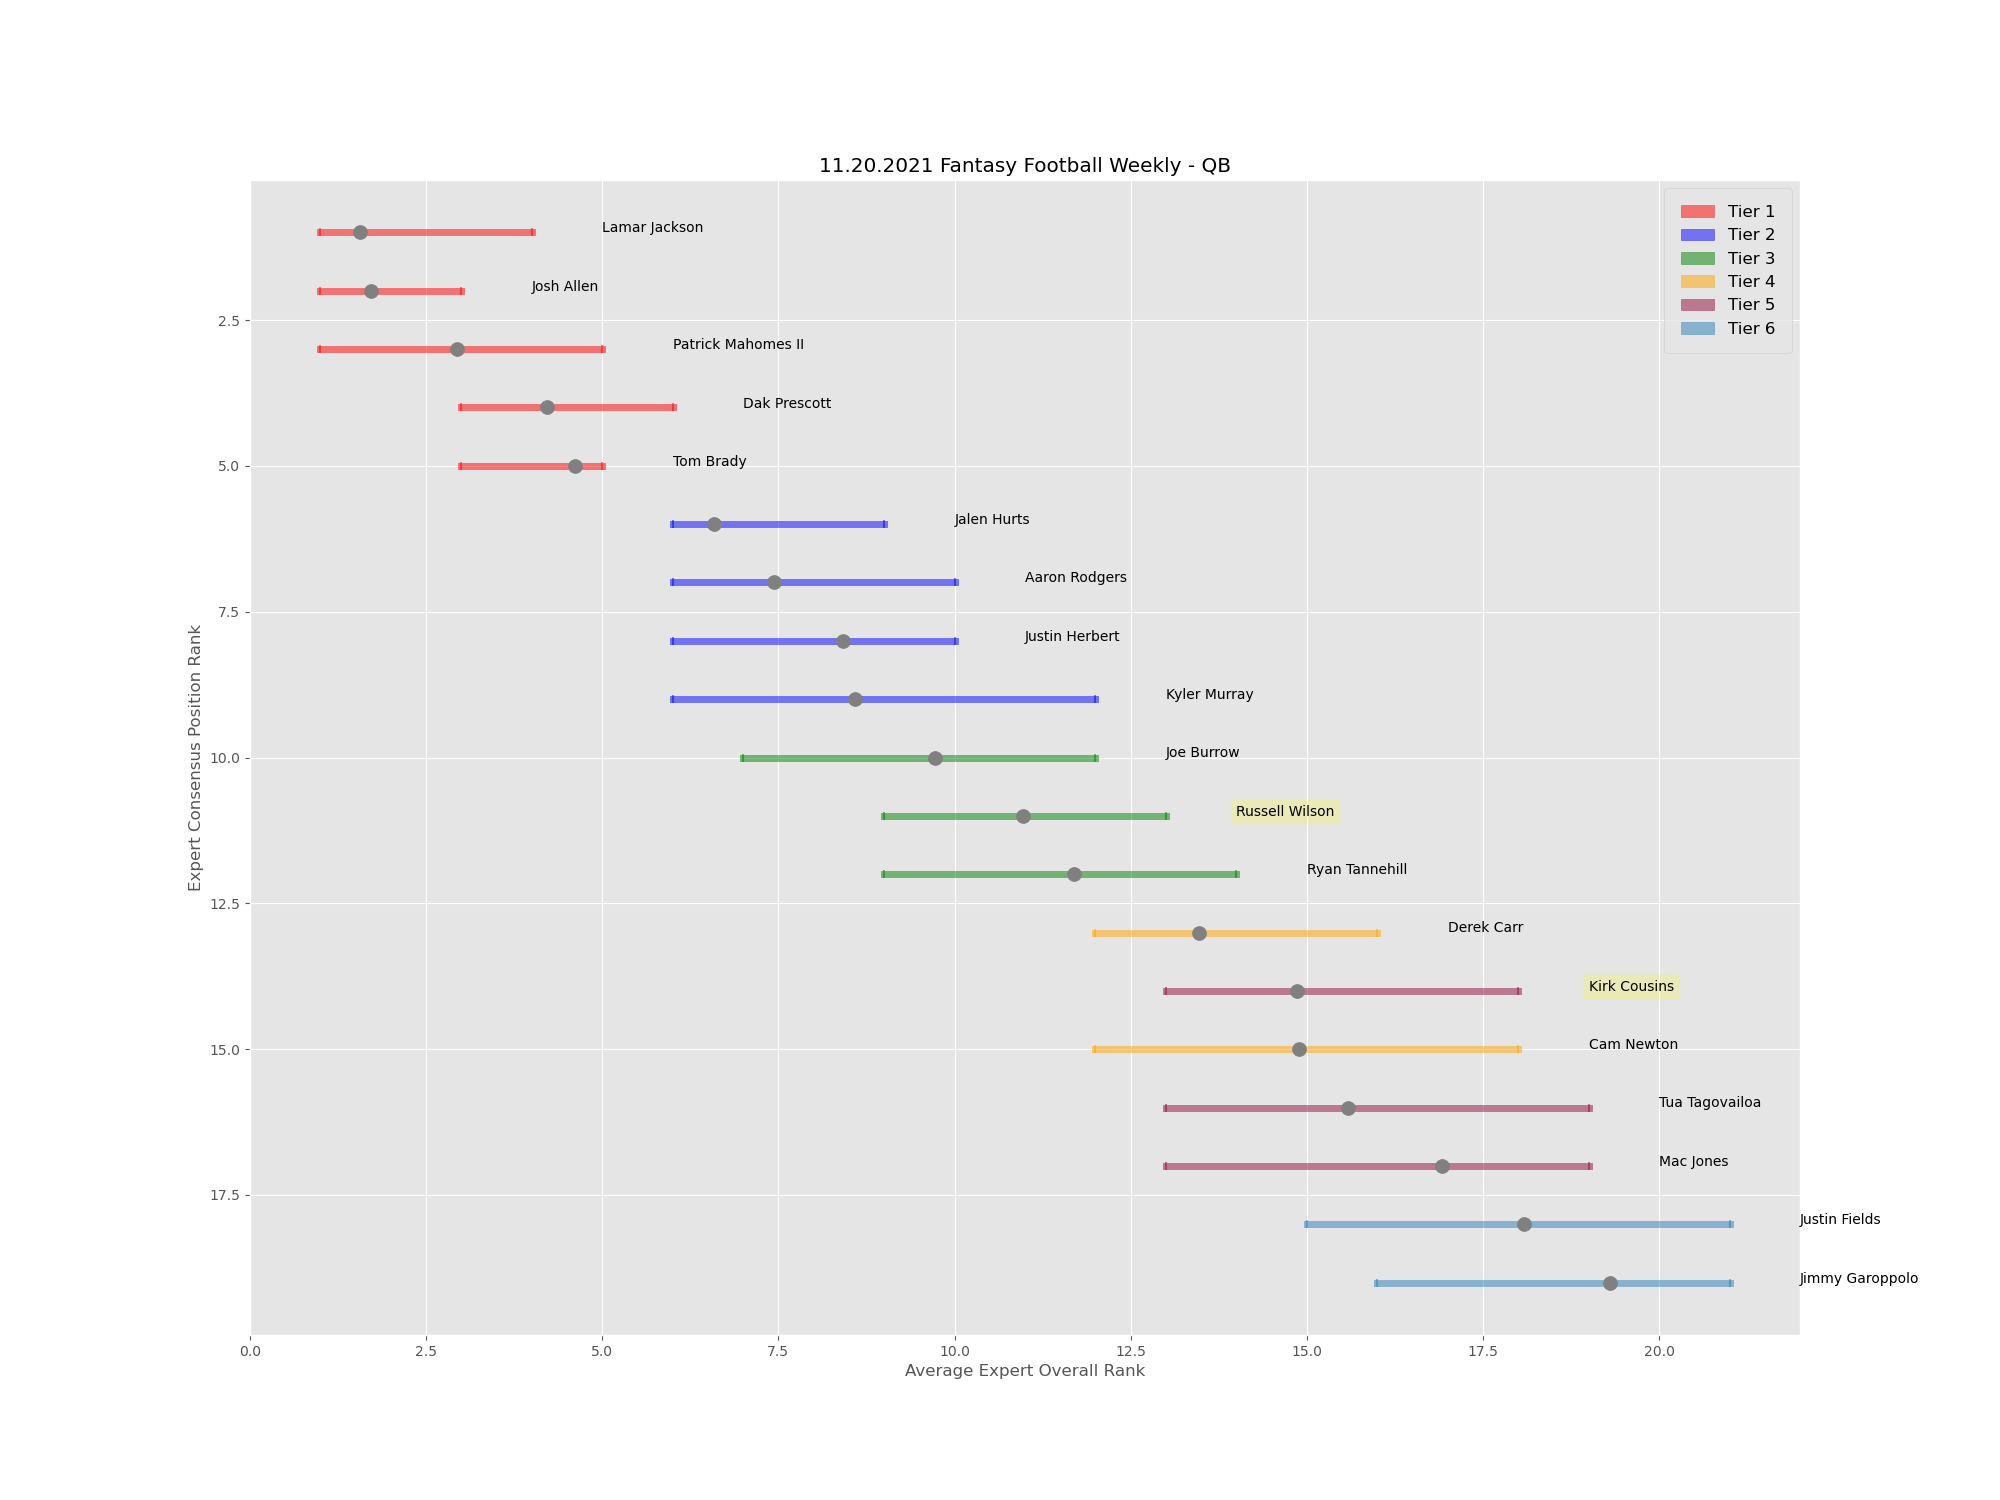 11.20.2021 Fantasy Football Weekly - QB
Tier 1
Tier 2
Tier 3
Tier 4
Tier 5
Tier 6
Lamar Jackson
Josh Allen
Patrick Mahomes II
Dak Prescott
Tom Brady
Jalen Hurts
Aaron Rodgers
Justin Herbert
Kyler Murray
Joe Burrow
Russell Wilson
Ryan Tannehill
Derek Carr
Kirk Cousins
Cam Newton
Tua Tagovailoa
Mac Jones
Justin Fields
Jimmy Garoppolo
Expert Consensus Position Rank
2.5
5.0
7.5
10.0
12.5
15.0
17.5
0.0 2.5 5.0 7.5 10.0 12.5 15.0 17.5 20.0
Average Expert Overall Rank